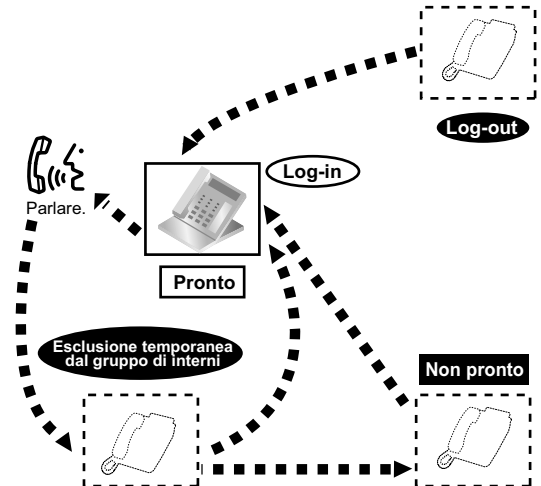 Log-out
Log-in
Parlare.
Pronto
Esclusione temporanea
dal gruppo di interni
Non pronto